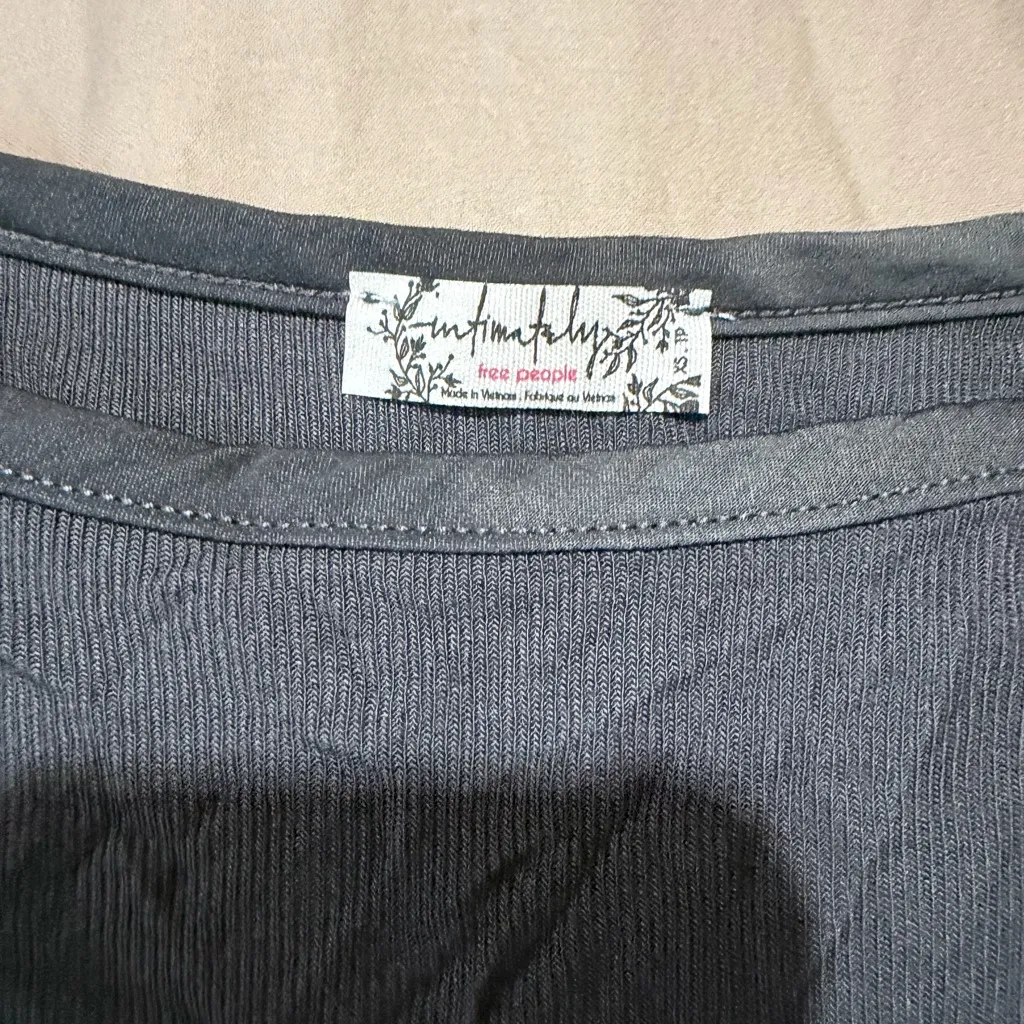 intimately
free people
Made in Vietnam . Fabriqué au Vietnam
XS . TP